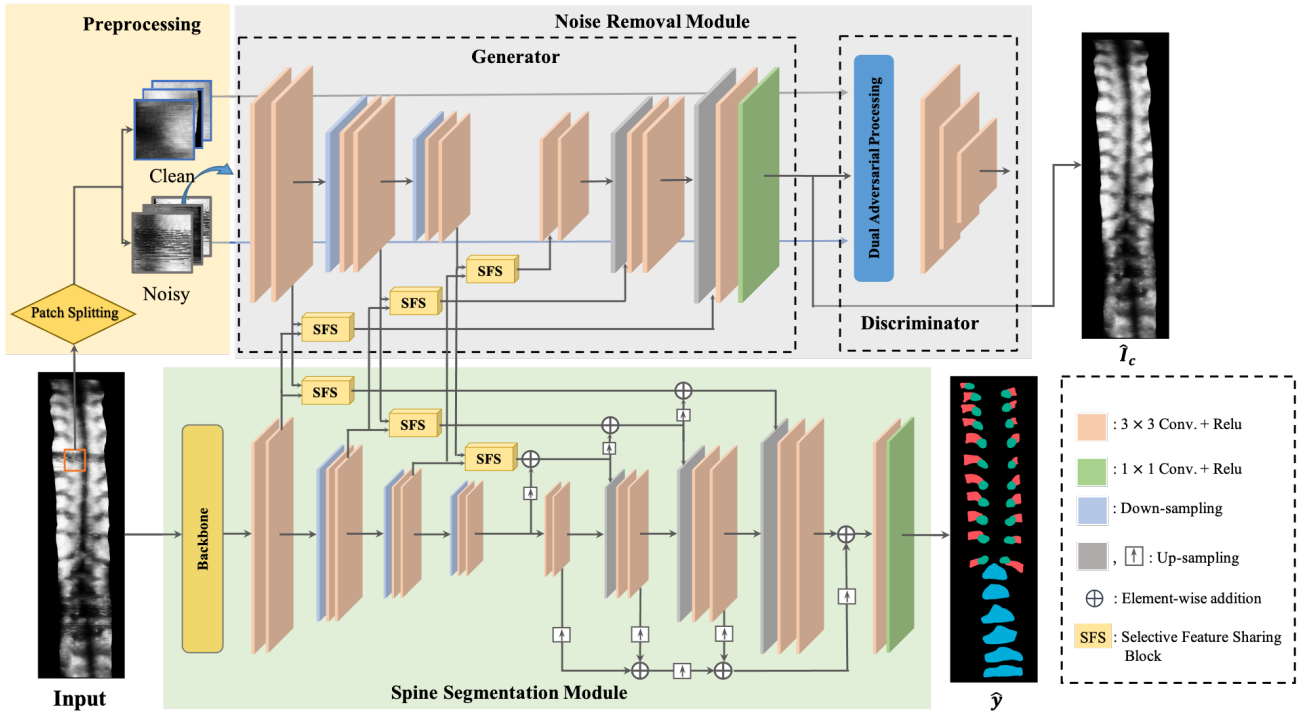 Preprocessing
Noise Removal Module
Generator
Clean
Noisy
Patch Splitting
SFS
SFS
SFS
Dual Adversarial Processing
Discriminator
Î_c
SFS
SFS
SFS
Backbone
Input
Spine Segmentation Module
ŷ
: 3 × 3 Conv. + Relu
: 1 × 1 Conv. + Relu
: Down-sampling
, : Up-sampling
: Element-wise addition
SFS : Selective Feature Sharing
Block